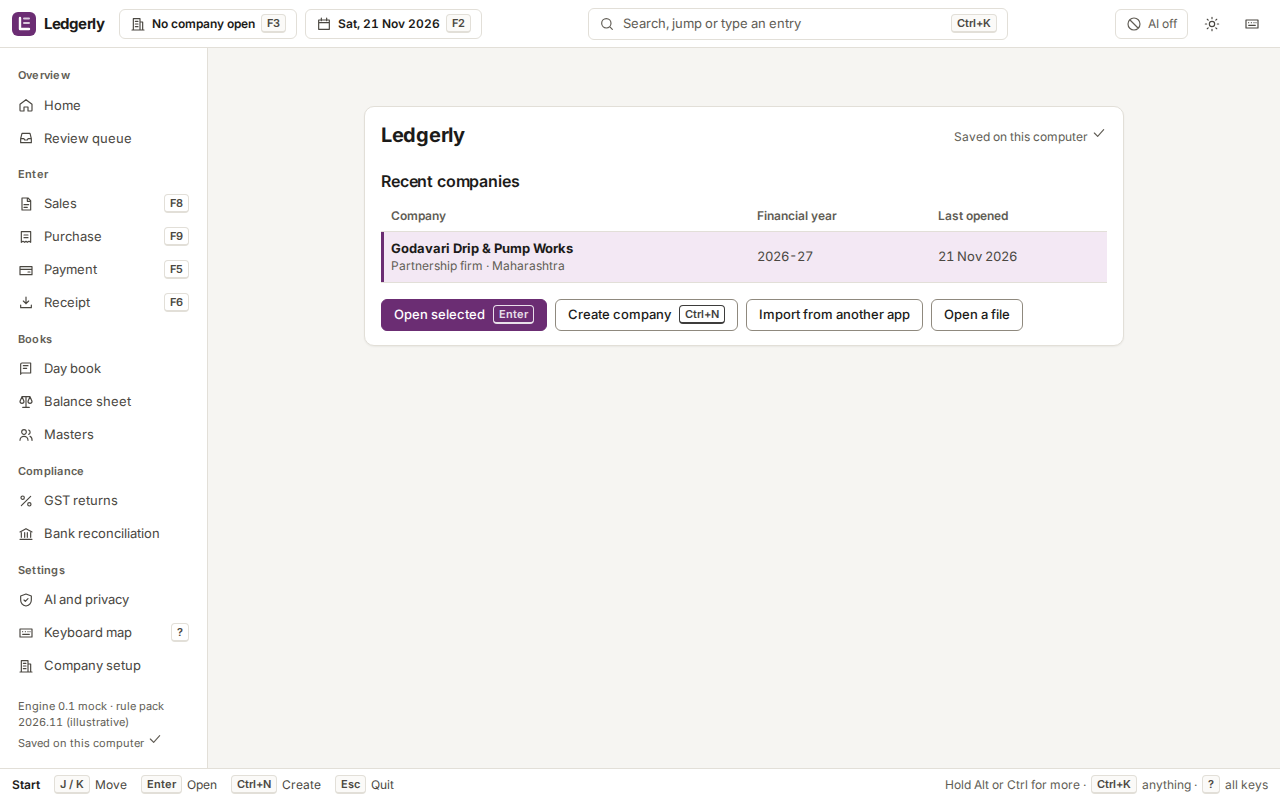 Ledgerly
No company open F3
Sat, 21 Nov 2026 F2
Search, jump or type an entry Ctrl+K
AI off
Overview
Home
Review queue
Enter
Sales F8
Purchase F9
Payment F5
Receipt F6
Books
Day book
Balance sheet
Masters
Compliance
GST returns
Bank reconciliation
Settings
AI and privacy
Keyboard map ?
Company setup
Engine 0.1 mock · rule pack
2026.11 (illustrative)
Saved on this computer
Ledgerly
Saved on this computer
Recent companies
Company Financial year Last opened
Godavari Drip & Pump Works 2026-27 21 Nov 2026
Partnership firm · Maharashtra
Open selected Enter
Create company Ctrl+N
Import from another app
Open a file
Start J / K Move Enter Open Ctrl+N Create Esc Quit
Hold Alt or Ctrl for more · Ctrl+K anything · ? all keys